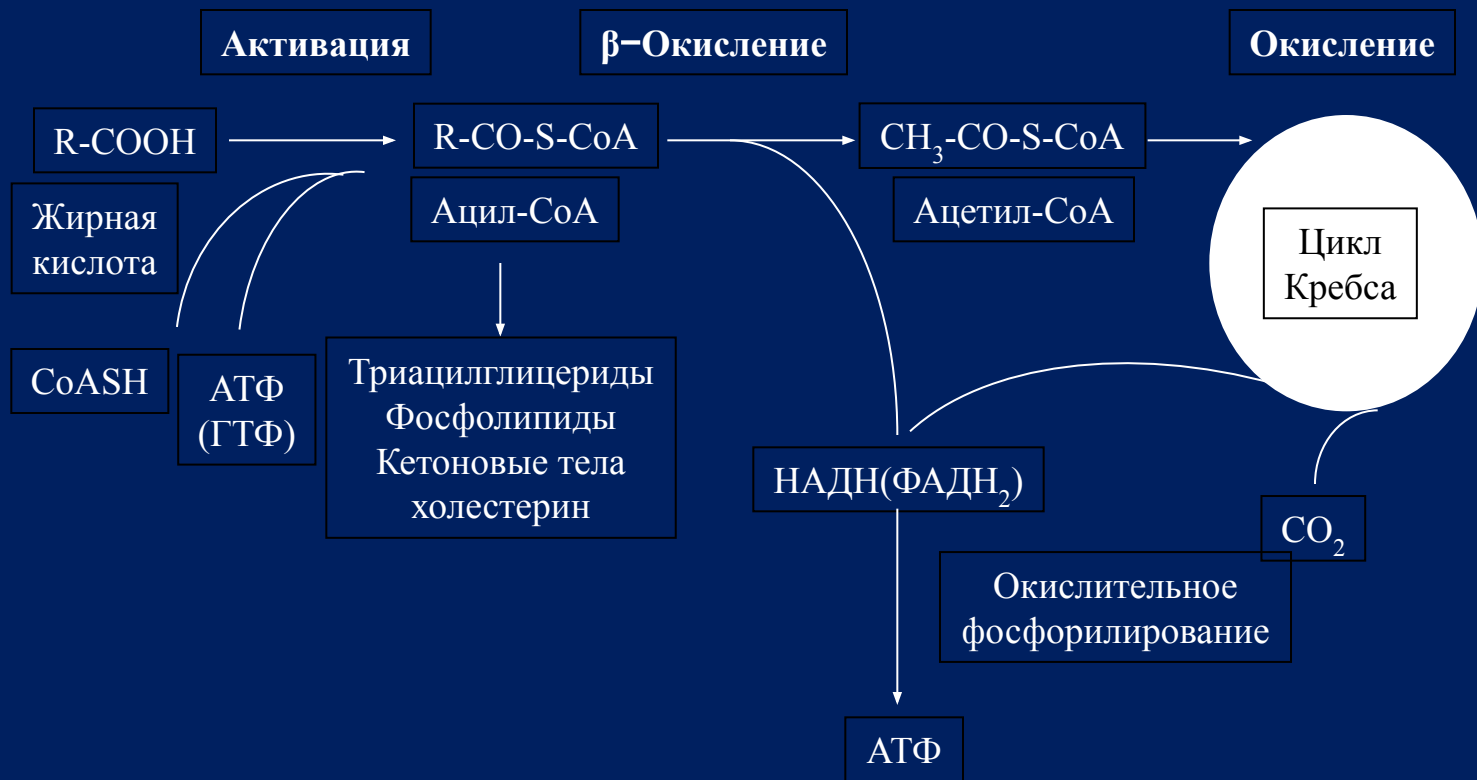 Активация
β−Окисление
Окисление
R-COOH
R-CO-S-CoA
CH₃-CO-S-CoA
Жирная
кислота
Ацил-CoA
Ацетил-CoA
Цикл
Кребса
CoASH
АТФ
(ГТФ)
Триацилглицериды
Фосфолипиды
Кетоновые тела
холестерин
НАДН(ФАДН₂)
CO₂
Окислительное
фосфорилирование
АТФ